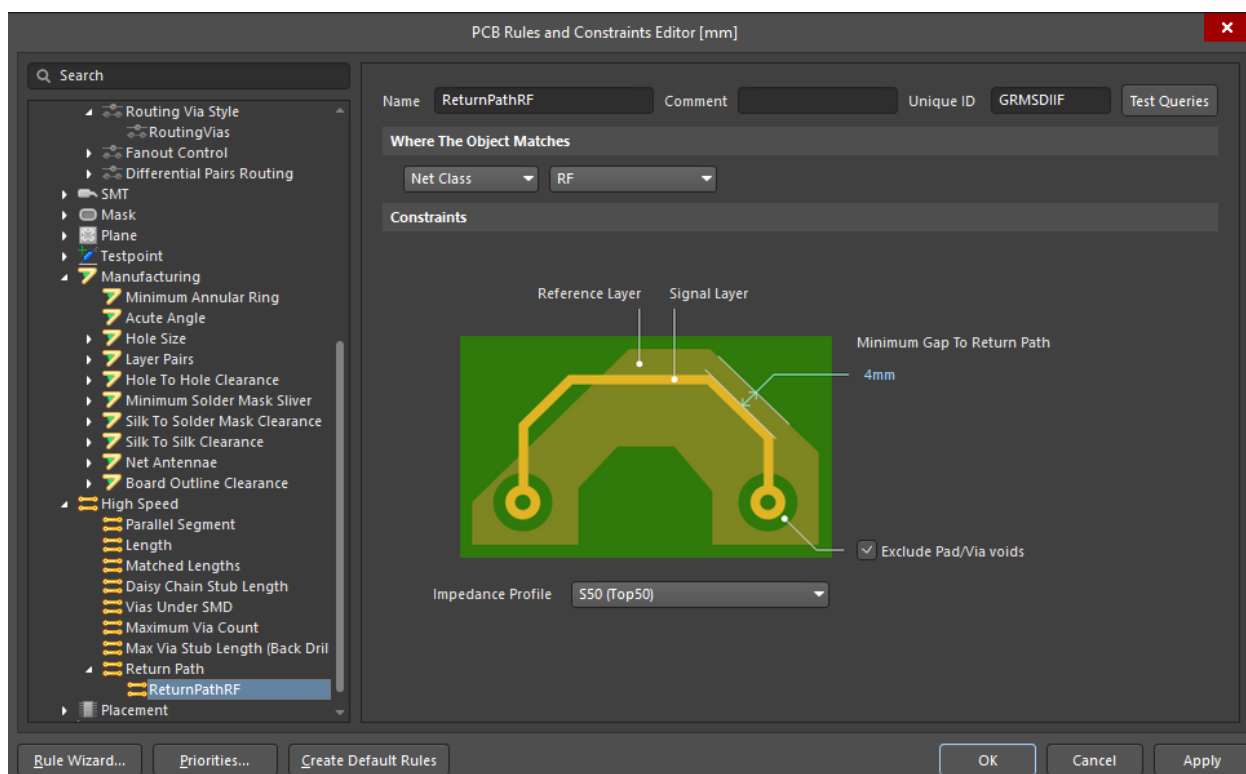 PCB Rules and Constraints Editor [mm]
Search
Routing Via Style
RoutingVias
Fanout Control
Differential Pairs Routing
SMT
Mask
Plane
Testpoint
Manufacturing
Minimum Annular Ring
Acute Angle
Hole Size
Layer Pairs
Hole To Hole Clearance
Minimum Solder Mask Sliver
Silk To Solder Mask Clearance
Silk To Silk Clearance
Net Antennae
Board Outline Clearance
High Speed
Parallel Segment
Length
Matched Lengths
Daisy Chain Stub Length
Vias Under SMD
Maximum Via Count
Max Via Stub Length (Back Dril
Return Path
ReturnPathRF
Placement
Name ReturnPathRF Comment Unique ID GRMSDIIF Test Queries
Where The Object Matches
Net Class RF
Constraints
Reference Layer Signal Layer
Minimum Gap To Return Path
4mm
Exclude Pad/Via voids
Impedance Profile S50 (Top50)
Rule Wizard... Priorities... Create Default Rules OK Cancel Apply